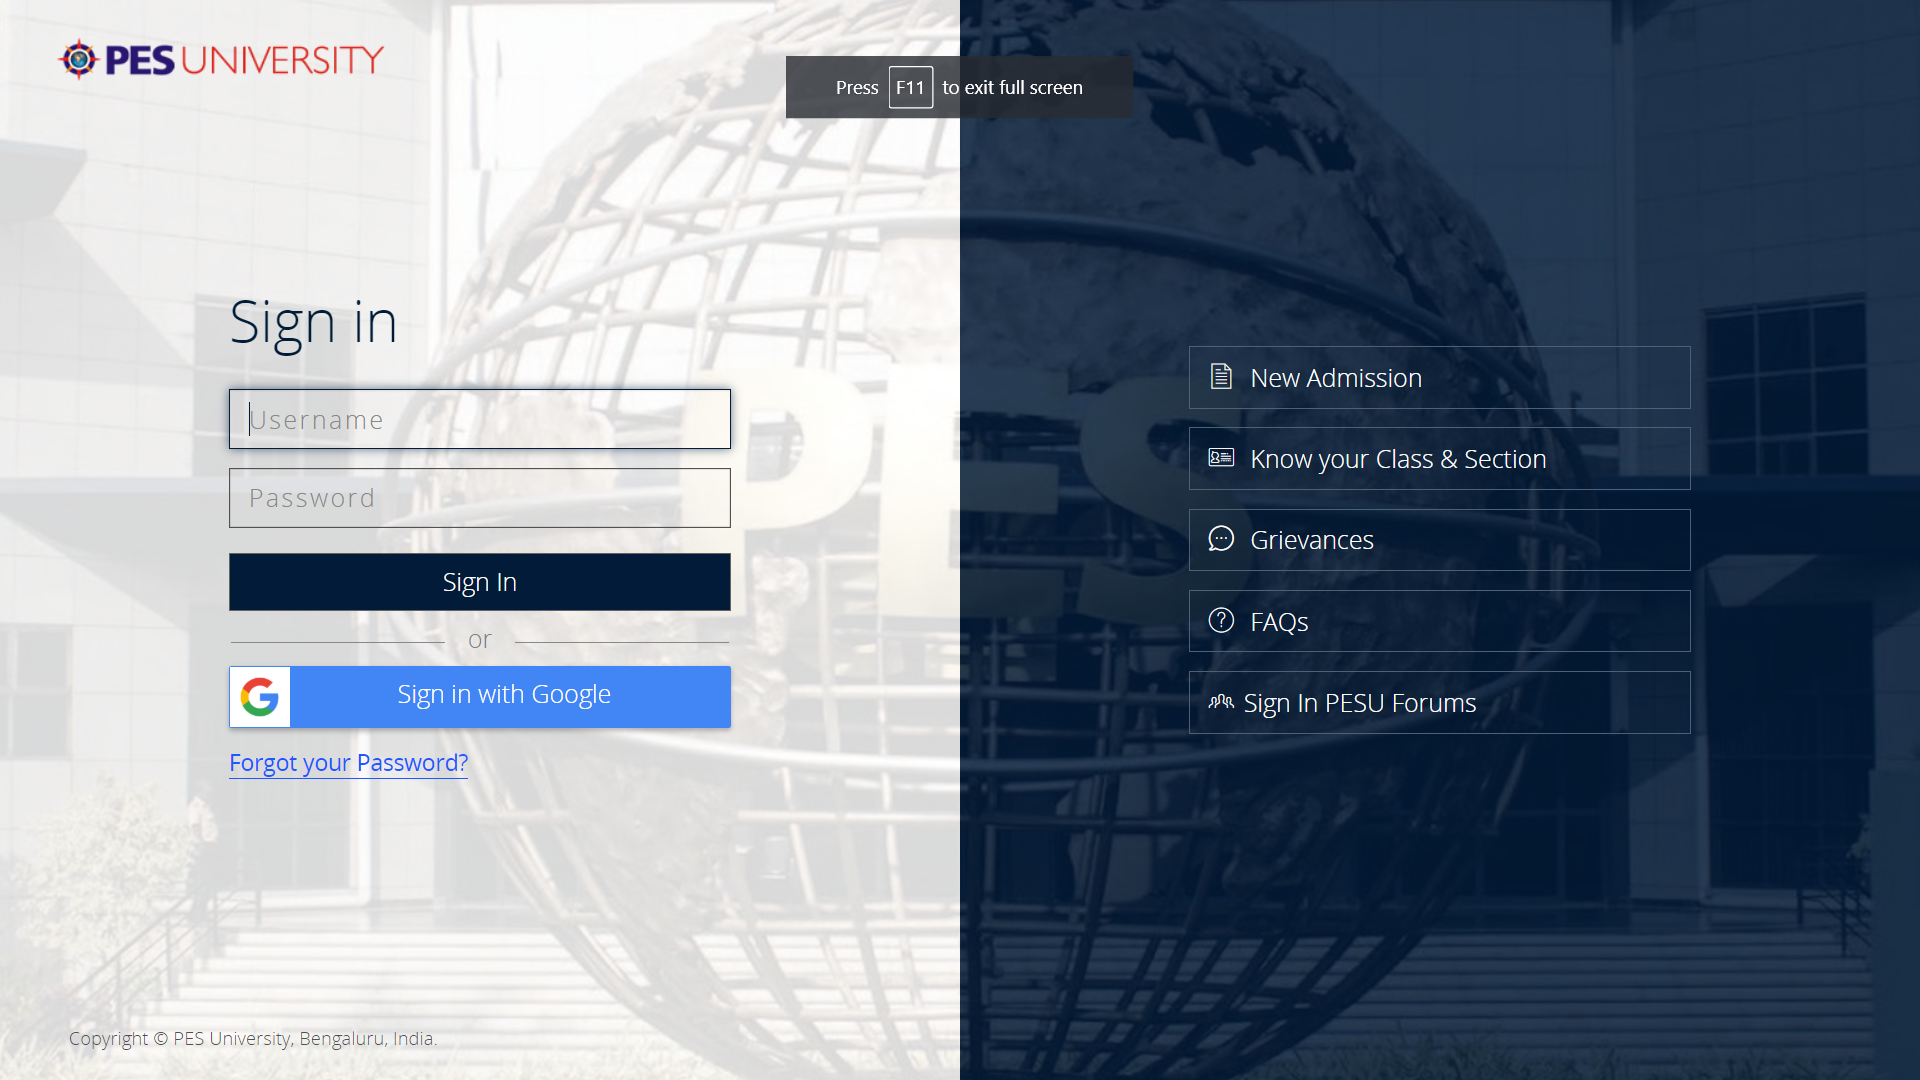 PES UNIVERSITY
Press F11 to exit full screen
Sign in
Username
Password
Sign In
or
Sign in with Google
Forgot your Password?
New Admission
Know your Class & Section
Grievances
FAQs
Sign In PESU Forums
PES
Copyright © PES University, Bengaluru, India.